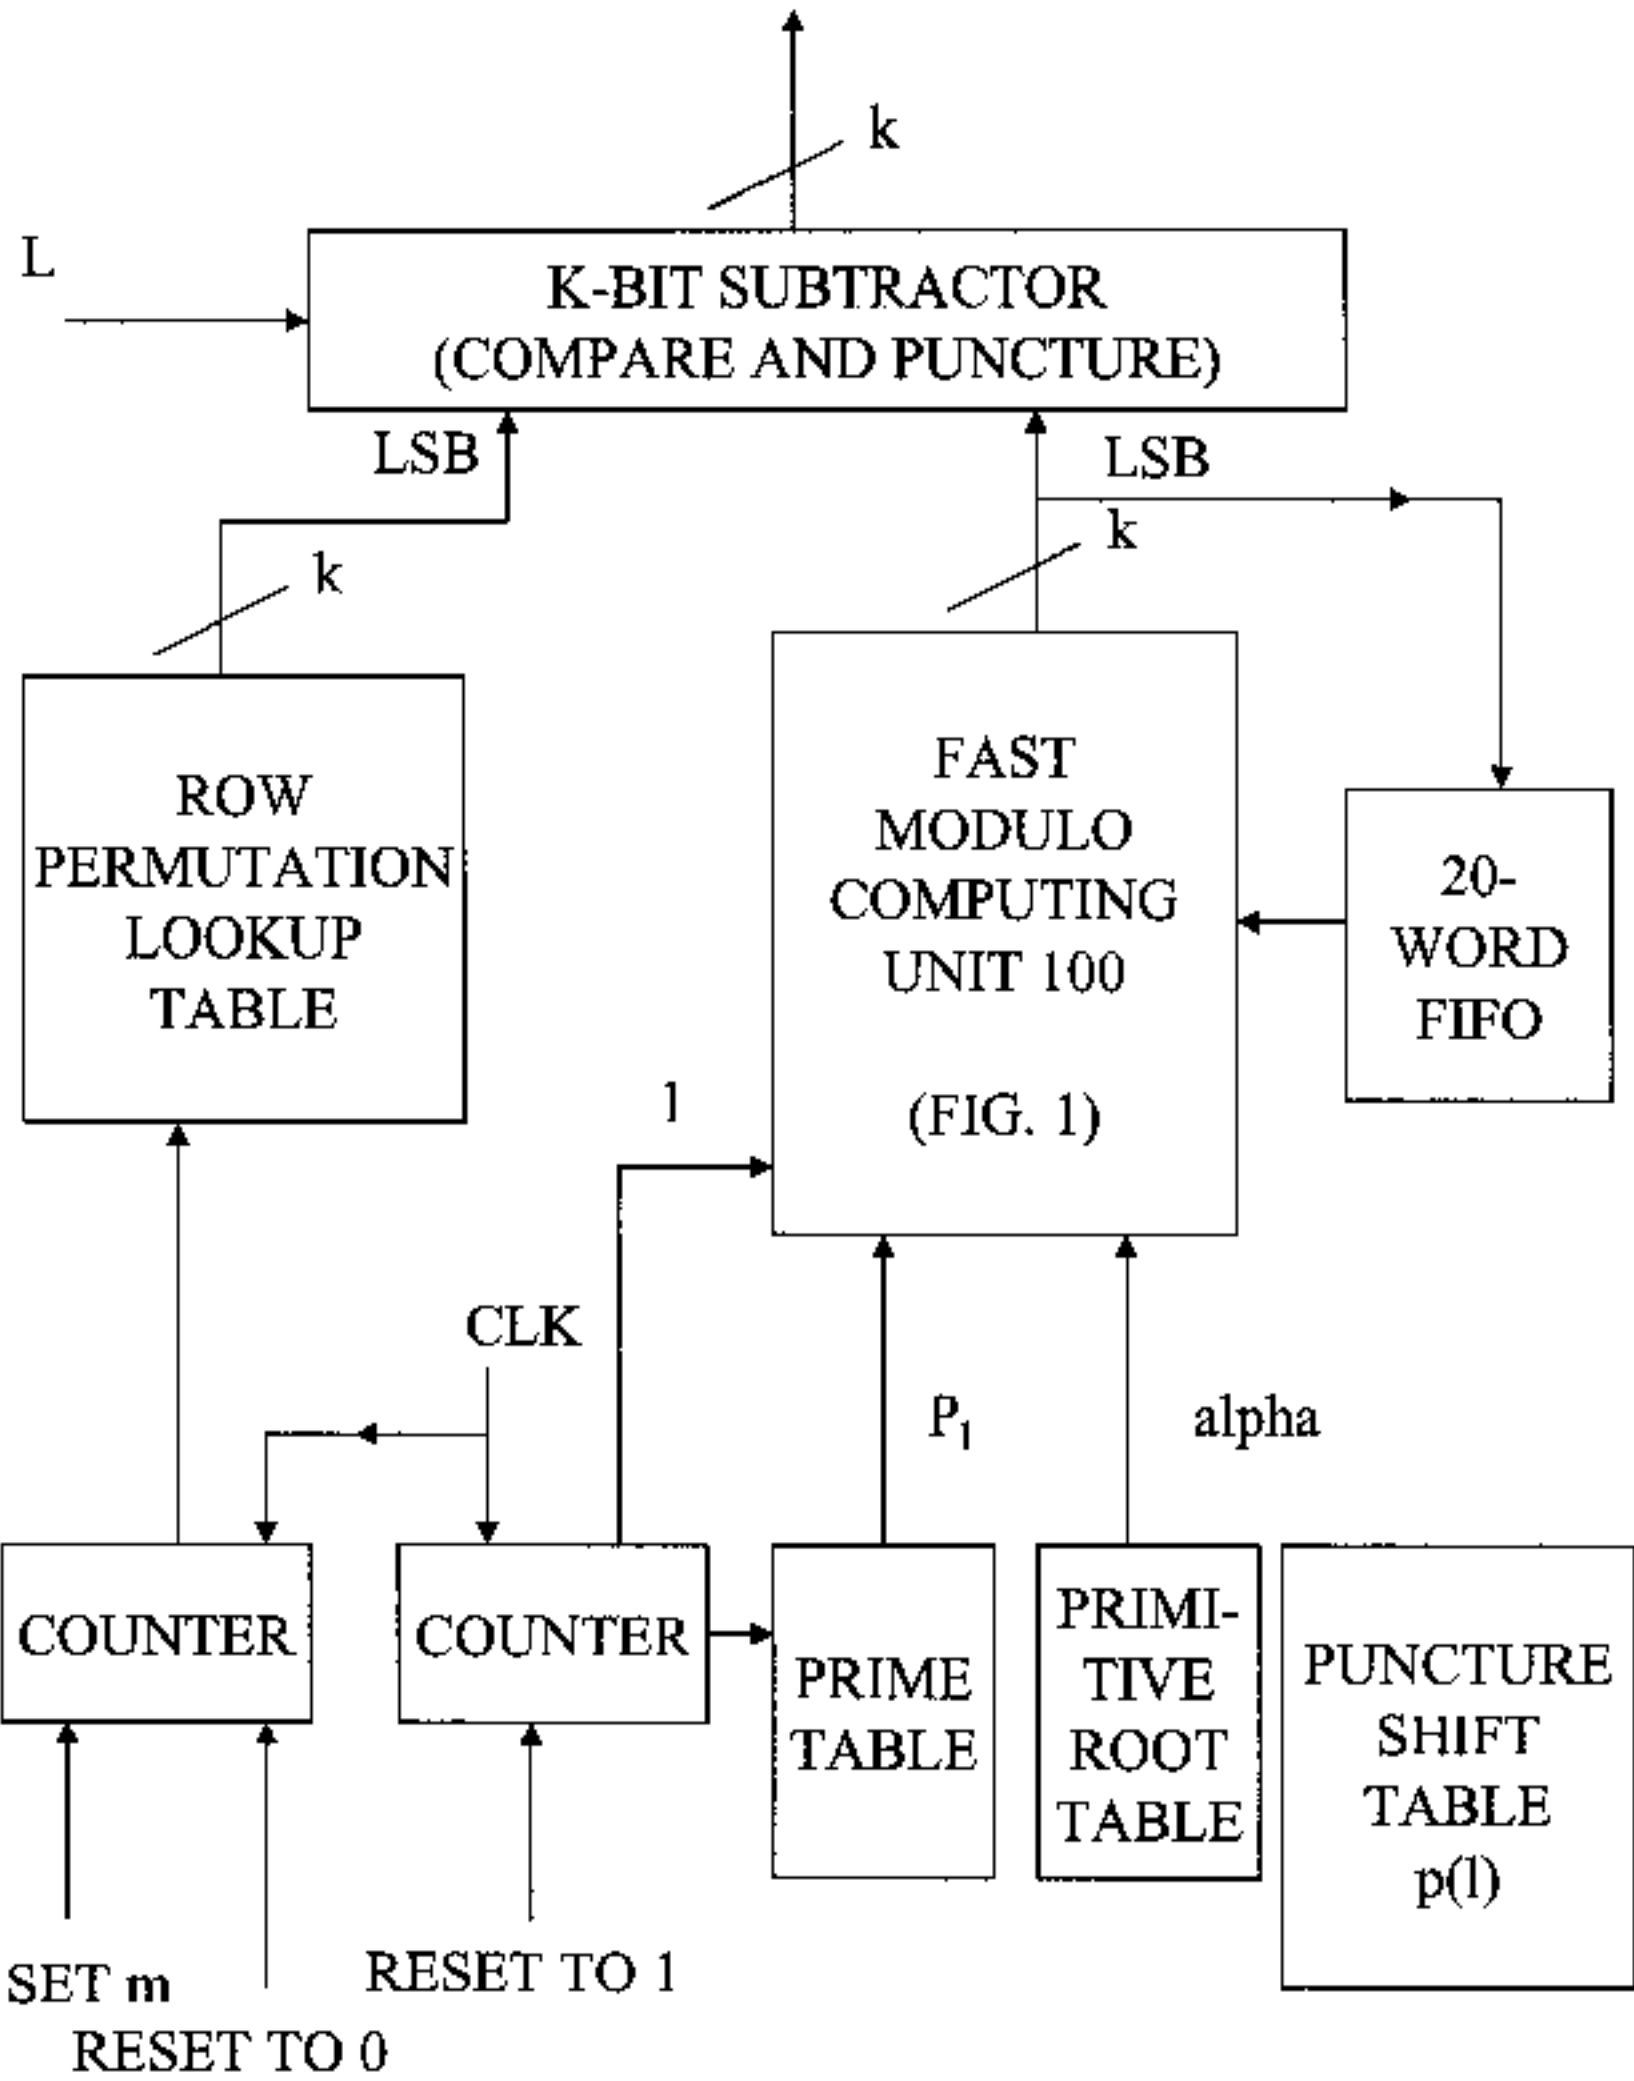 k
L
K-BIT SUBTRACTOR
(COMPARE AND PUNCTURE)
LSB
LSB
k
k
ROW
PERMUTATION
LOOKUP
TABLE
FAST
MODULO
COMPUTING
UNIT 100
(FIG. 1)
20-
WORD
FIFO
l
CLK
P₁
alpha
COUNTER
COUNTER
PRIME
TABLE
PRIMI-
TIVE
ROOT
TABLE
PUNCTURE
SHIFT
TABLE
p(l)
SET m
RESET TO 0
RESET TO 1